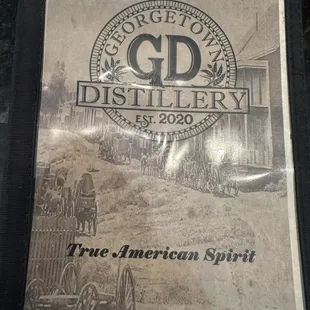 GEORGETOWN
GD
DISTILLERY
EST. 2020
True American Spirit